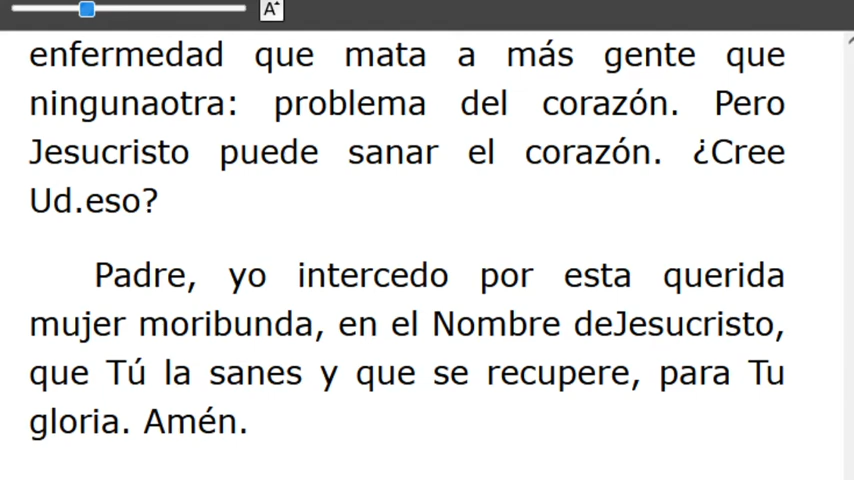 A
enfermedad que mata a más gente que
ningunaotra: problema del corazón. Pero
Jesucristo puede sanar el corazón. ¿Cree
Ud.eso?
Padre, yo intercedo por esta querida
mujer moribunda, en el Nombre deJesucristo,
que Tú la sanes y que se recupere, para Tu
gloria. Amén.